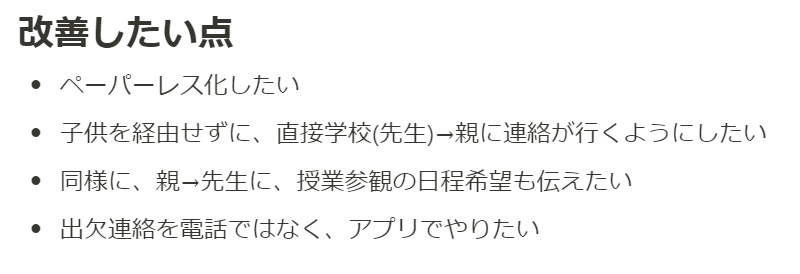 改善したい点
• ペーパーレス化したい
• 子供を経由せずに、直接学校(先生)→親に連絡が行くようにしたい
• 同様に、親→先生に、授業参観の日程希望も伝えたい
• 出欠連絡を電話ではなく、アプリでやりたい